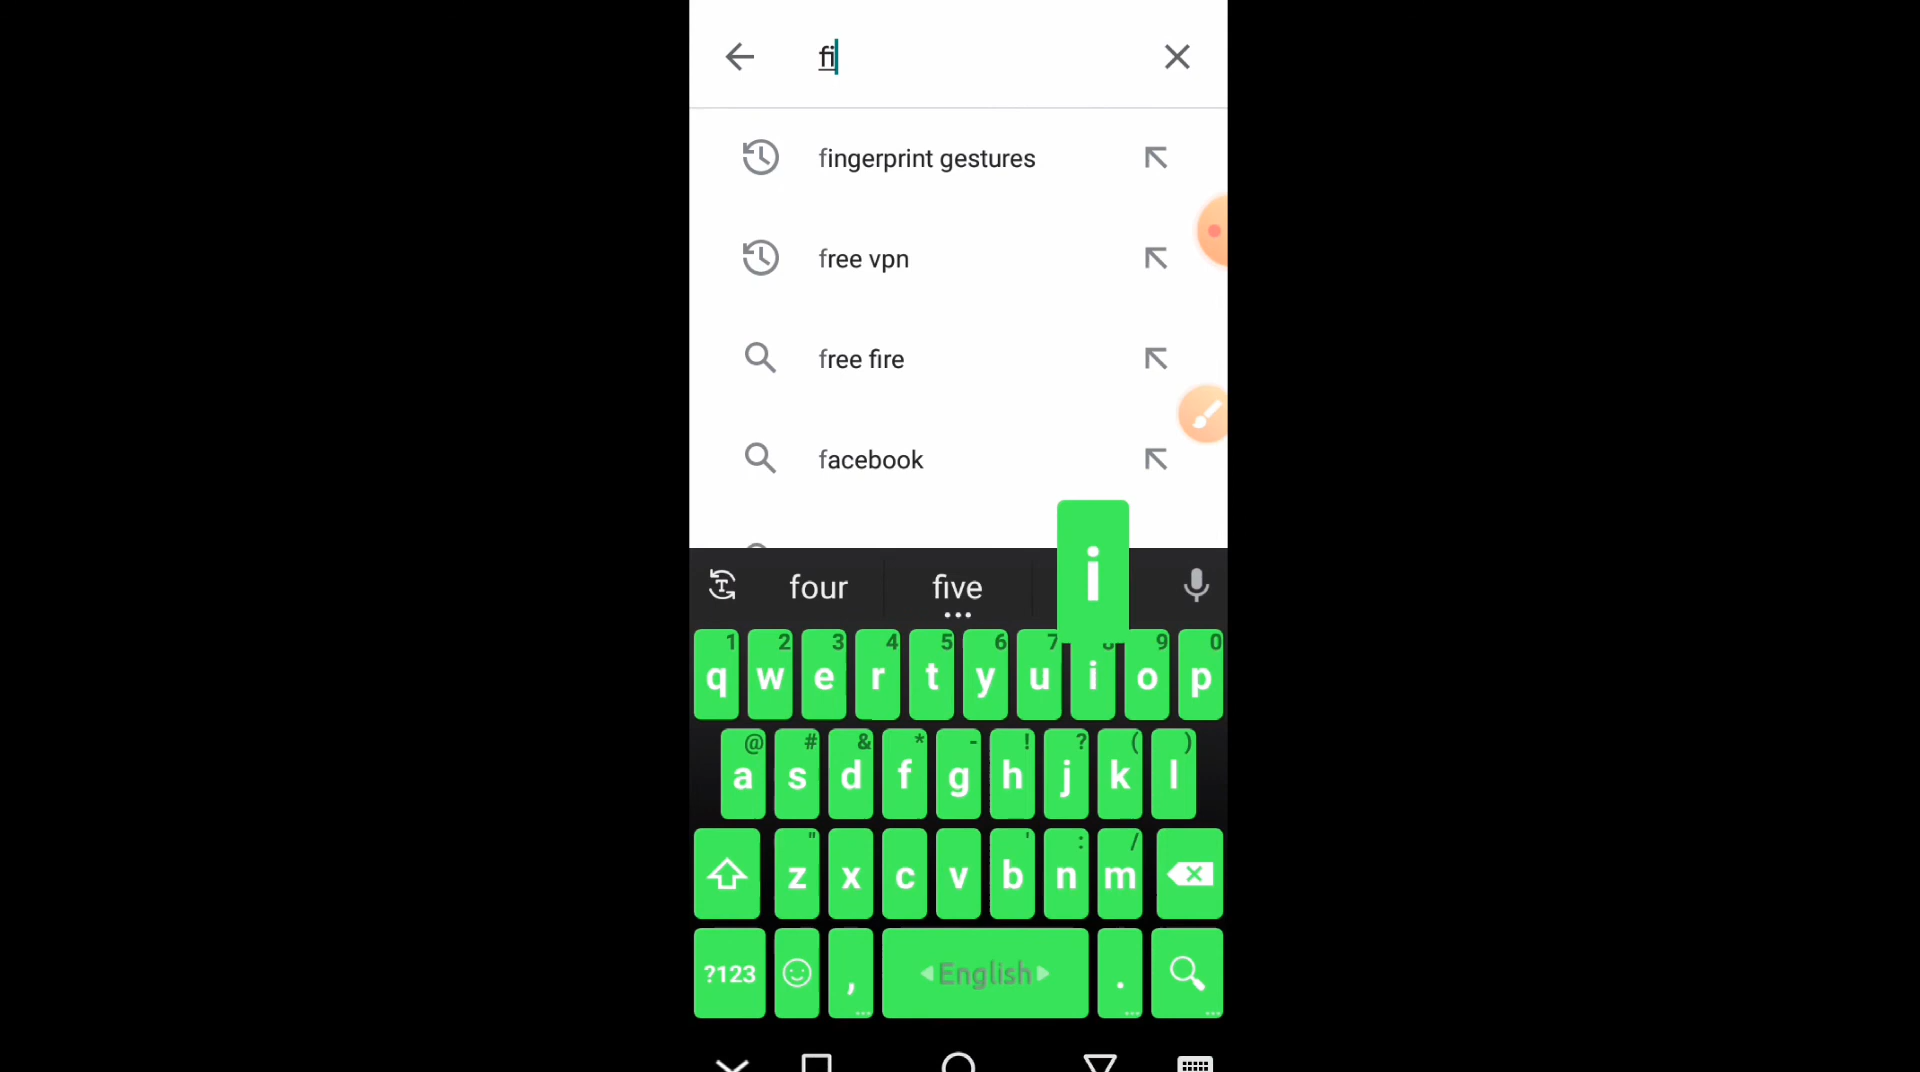 fi
fingerprint gestures
free vpn
free fire
facebook
four five
i
1 2 3 4 5 6 7 8 9 0
q w e r t y u i o p
@ # & * - ! ? ( )
a s d f g h j k l
" ' : /
z x c v b n m
?123 , English .